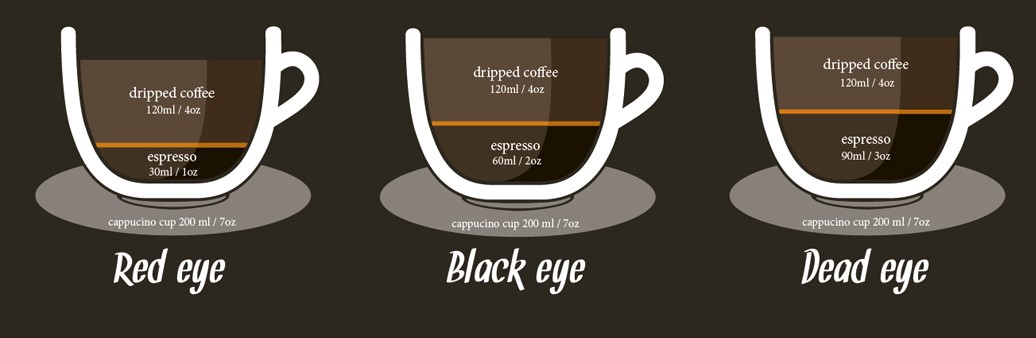 dripped coffee
120ml / 4oz
espresso
30ml / 1oz
cappucino cup 200 ml / 7oz
Red eye
dripped coffee
120ml / 4oz
espresso
60ml / 2oz
cappucino cup 200 ml / 7oz
Black eye
dripped coffee
120ml / 4oz
espresso
90ml / 3oz
cappucino cup 200 ml / 7oz
Dead eye